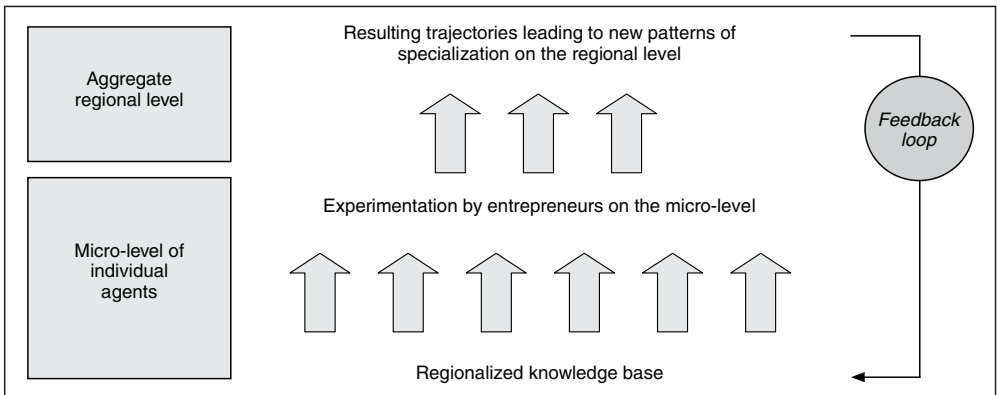 Aggregate
regional level
Resulting trajectories leading to new patterns of
specialization on the regional level
Feedback
loop
Experimentation by entrepreneurs on the micro-level
Micro-level of
individual
agents
Regionalized knowledge base